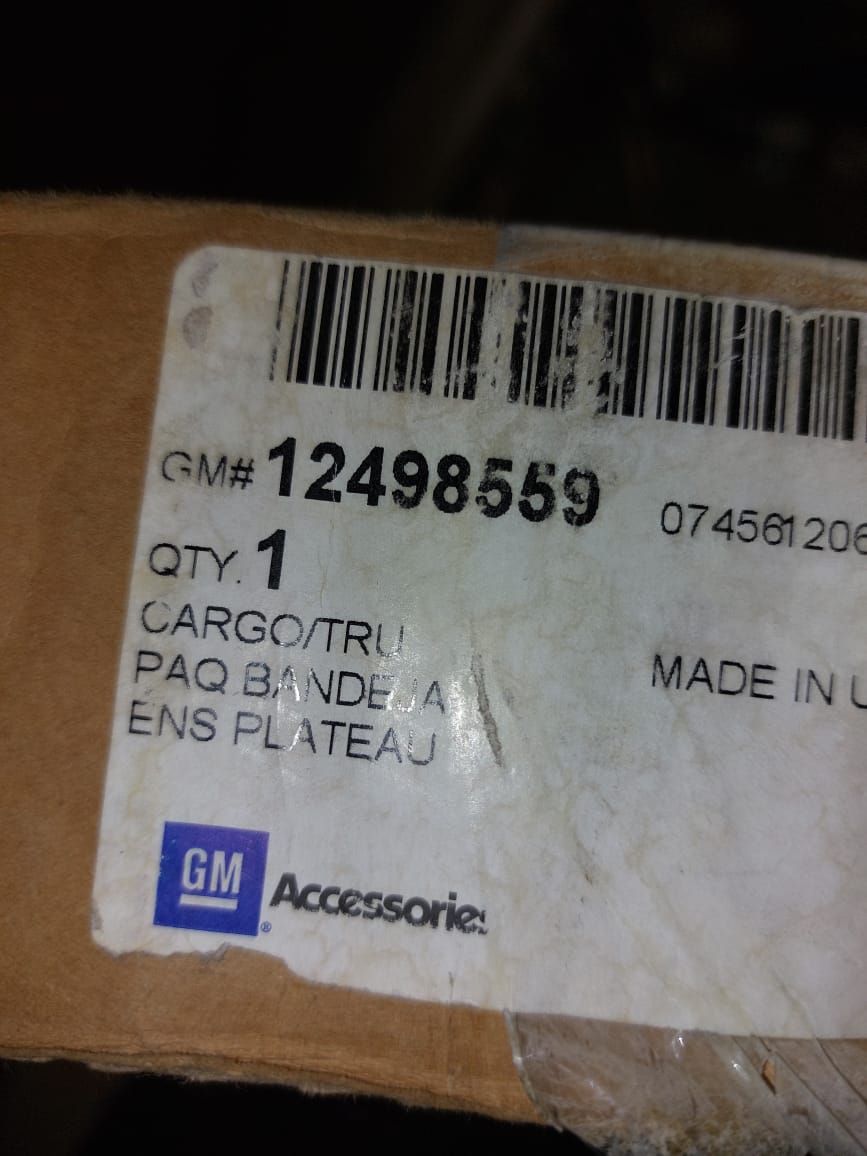 GM# 12498559 074561206
QTY. 1
CARGO/TRU
PAQ BANDEJA MADE IN U
ENS PLATEAU
GM
Accessories